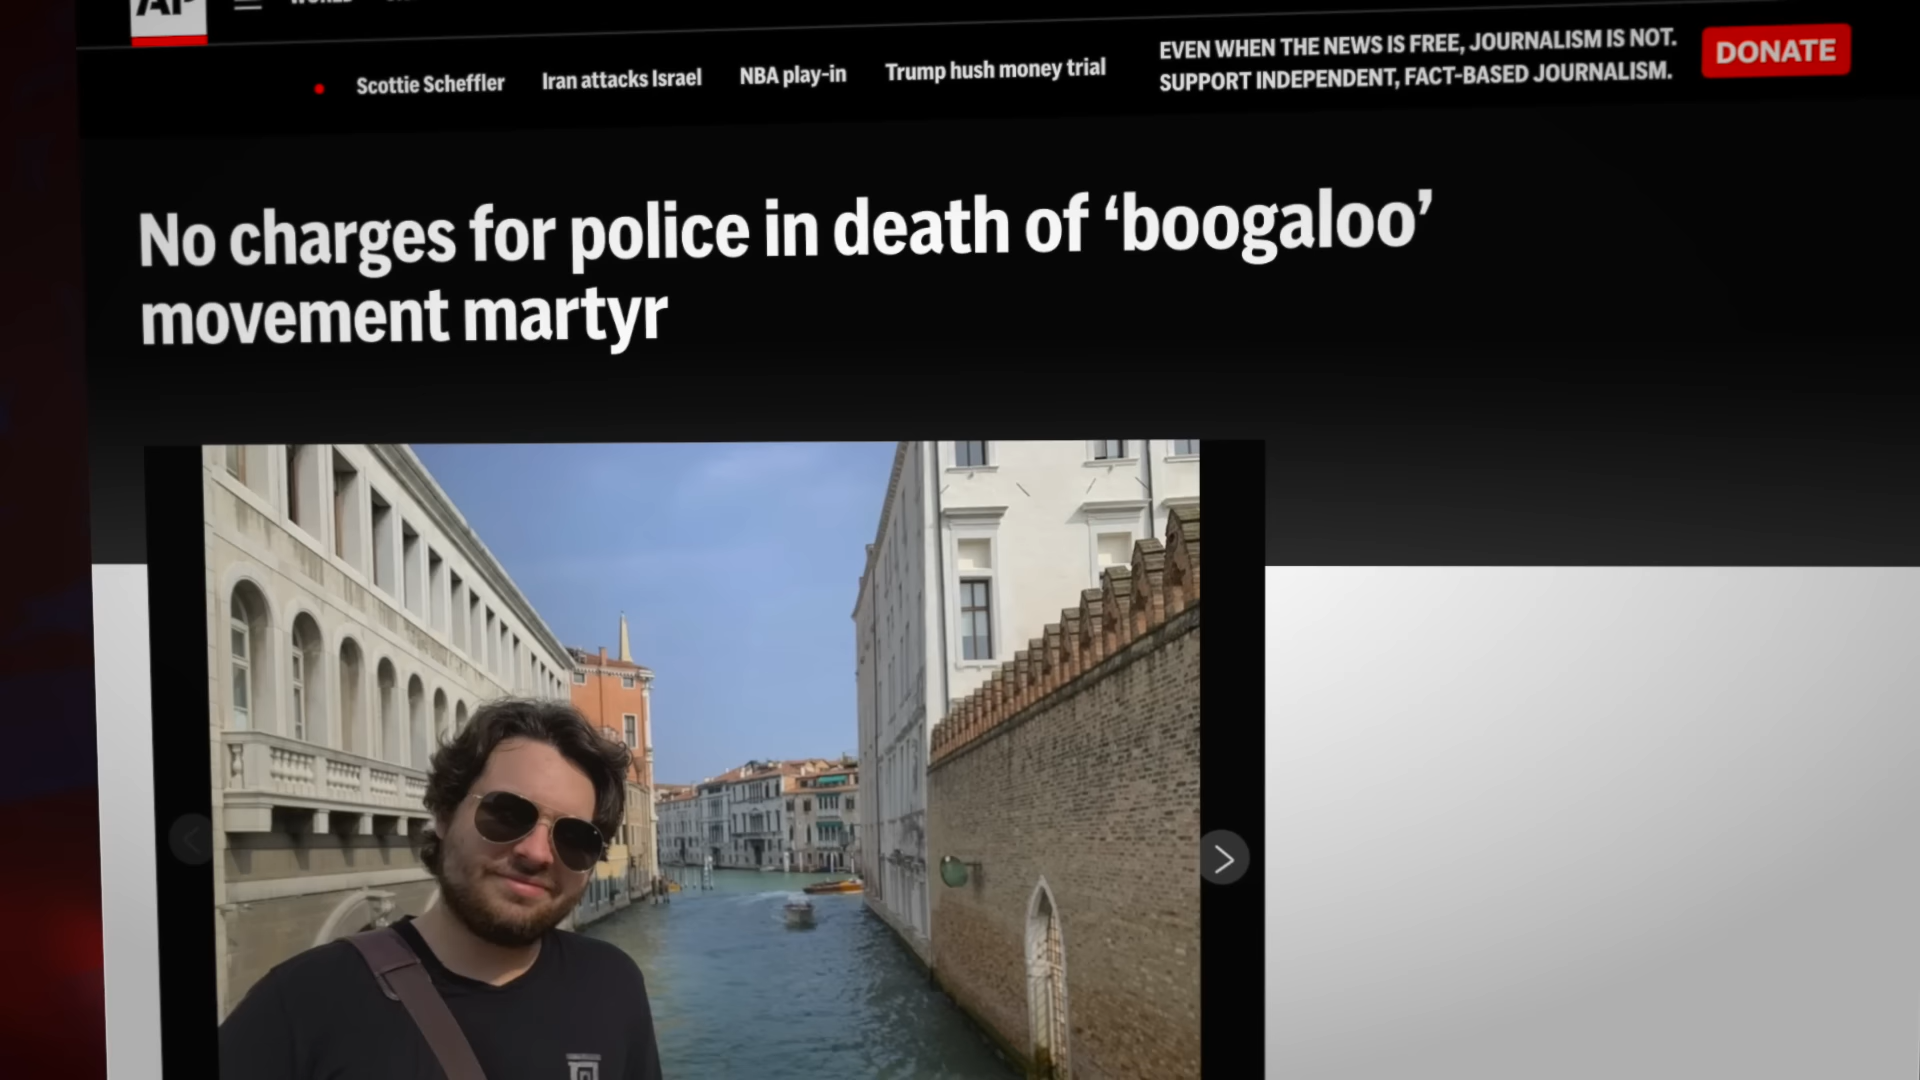 AP
Scottie Scheffler
Iran attacks Israel
NBA play-in
Trump hush money trial
EVEN WHEN THE NEWS IS FREE, JOURNALISM IS NOT.
SUPPORT INDEPENDENT, FACT-BASED JOURNALISM.
DONATE
No charges for police in death of ‘boogaloo’
movement martyr